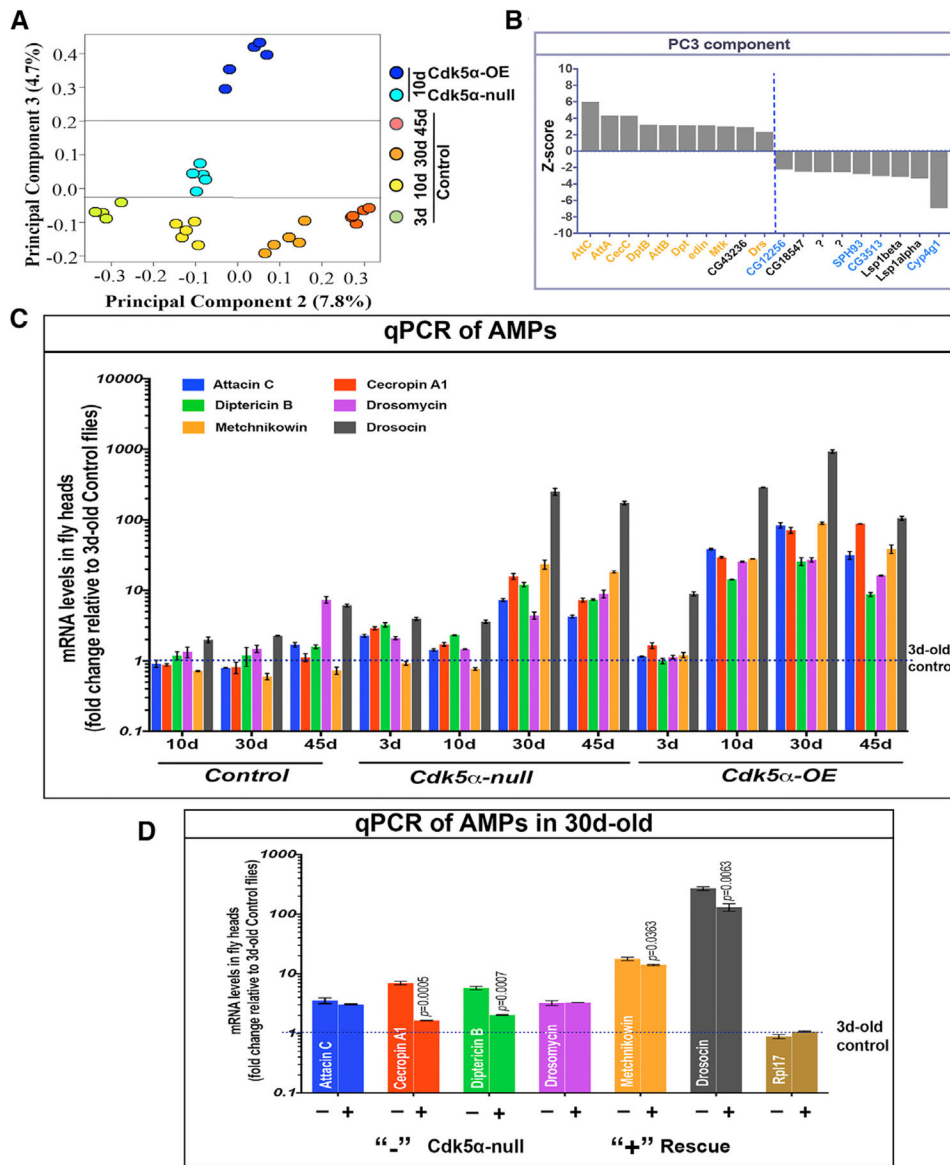 A
Principal Component 3 (4.7%)
0.4
0.3
0.2
0.1
0.0
-0.1
-0.2
-0.3
-0.2
-0.1
0.0
0.1
0.2
0.3
Principal Component 2 (7.8%)
10d
Cdk5α-OE
Cdk5α-null
3d 10d 30d 45d
Control
B
PC3 component
Z-score
10
8
6
4
2
0
-2
-4
-6
-8
-10
AttC
AttA
CecC
DptB
AttB
Dpt
edin
Mtk
CG43236
Drs
CG12256
CG18547
?
?
SPH93
CG3513
Lsp1beta
Lsp1alpha
Cyp4g1
C
qPCR of AMPs
mRNA levels in fly heads
(fold change relative to 3d-old Control flies)
10000
1000
100
10
1
0.1
Attacin C
Cecropin A1
Diptericin B
Drosomycin
Metchnikowin
Drosocin
3d-old
control
10d 30d 45d 3d 10d 30d 45d 3d 10d 30d 45d
Control
Cdk5α-null
Cdk5α-OE
D
qPCR of AMPs in 30d-old
mRNA levels in fly heads
(fold change relative to 3d-old Control flies)
1000
100
10
1
0.1
Attacin C
Cecropin A1
p=0.0005
Diptericin B
p=0.0007
Drosomycin
Metchnikowin
p=0.0363
Drosocin
p=0.0063
Rpl17
3d-old
control
− + − + − + − + − + − + − +
“-” Cdk5α-null “+” Rescue